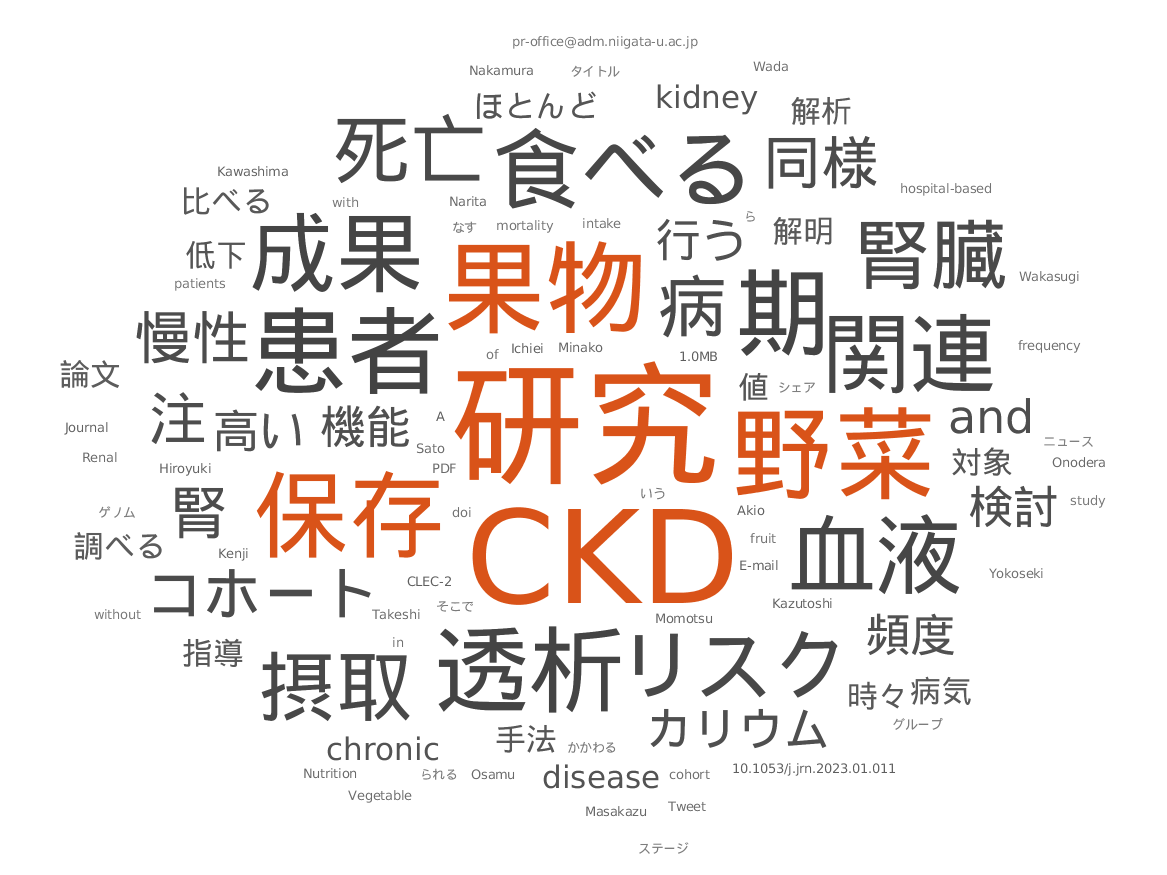 pr-office@adm.niigata-u.ac.jp
Nakamura
タイトル
Wada
ほとんど
kidney
解析
死亡
食べる
同様
Kawashima
比べる
with
Narita
hospital-based
なす
mortality
intake
ら
成果
行う
解明
腎臓
低下
patients
果物
病
期
Wakasugi
慢性
患者
of
Ichiei
Minako
1.0MB
関連
frequency
論文
値
シェア
注
高い
機能
A
研究
野菜
and
Journal
Sato
ニュース
Renal
Hiroyuki
PDF
対象
Onodera
腎
保存
doi
いう
Akio
検討
study
ゲノム
調べる
Kenji
CKD
fruit
E-mail
血液
Yokoseki
コホート
CLEC-2
without
Takeshi
そこで
Kazutoshi
Momotsu
頻度
指導
in
摂取
透析
リスク
時々
病気
カリウム
グループ
chronic
手法
かかわる
Nutrition
られる
Osamu
disease
cohort
10.1053/j.jrn.2023.01.011
Vegetable
Masakazu
Tweet
ステージ